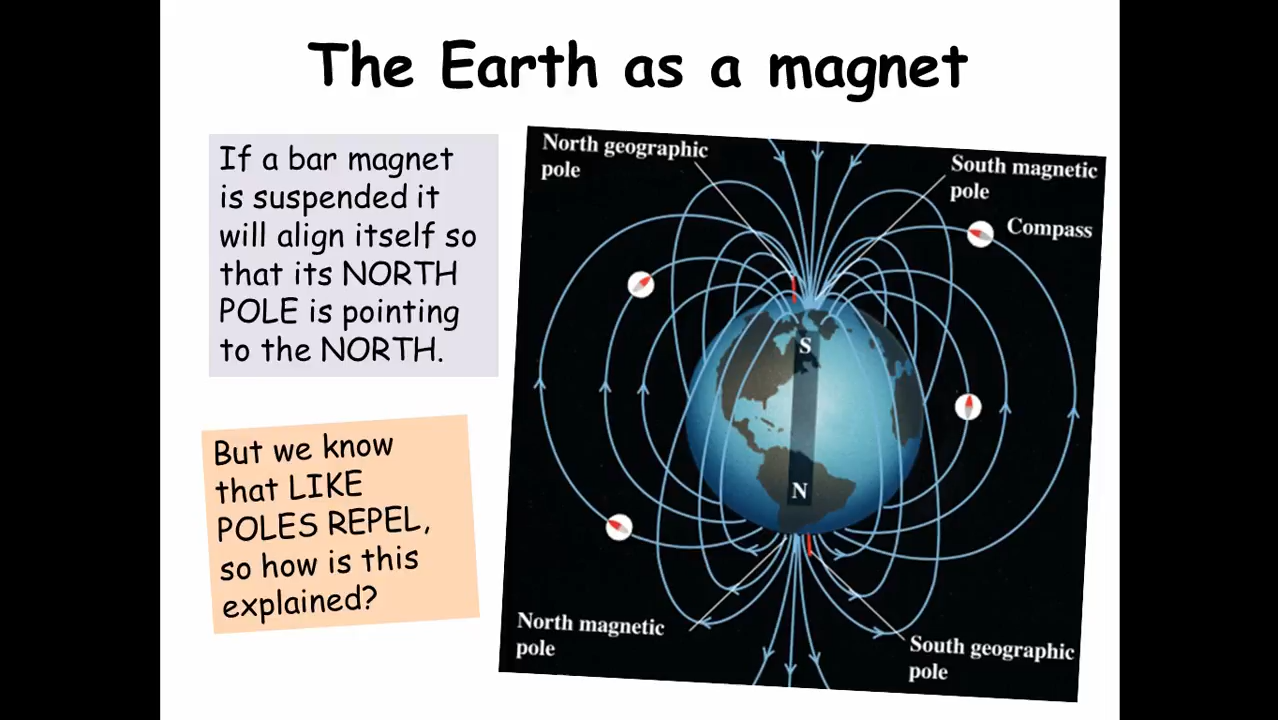 The Earth as a magnet
If a bar magnet
is suspended it
will align itself so
that its NORTH
POLE is pointing
to the NORTH.
But we know
that LIKE
POLES REPEL,
so how is this
explained?
North geographic
pole
South magnetic
pole
Compass
S
N
North magnetic
pole
South geographic
pole